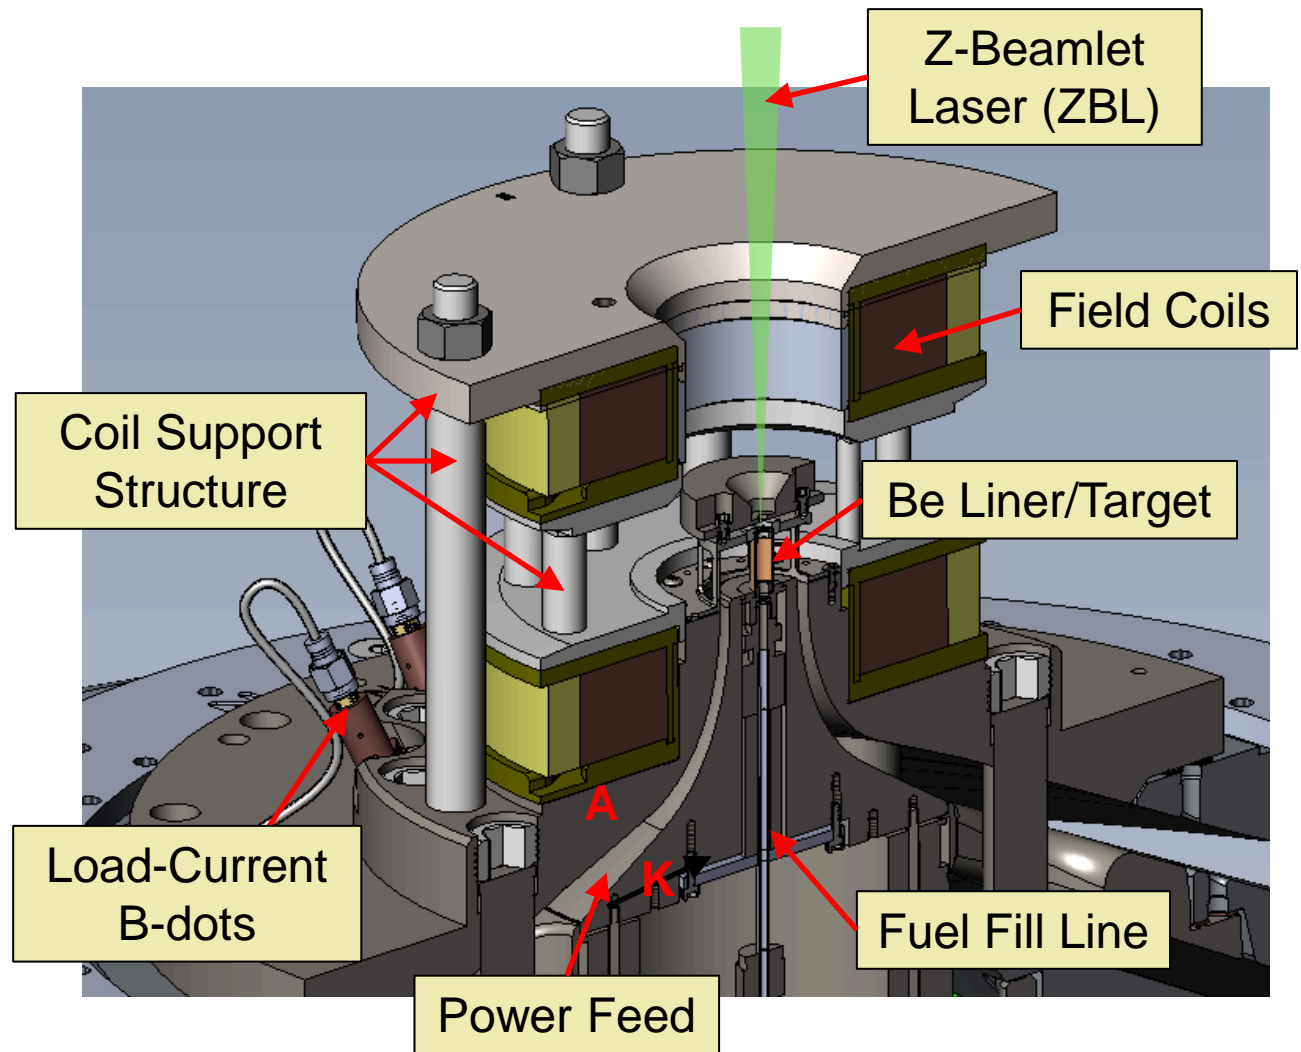 Z-Beamlet
Laser (ZBL)
Field Coils
Coil Support
Structure
Be Liner/Target
A
K
Load-Current
B-dots
Fuel Fill Line
Power Feed